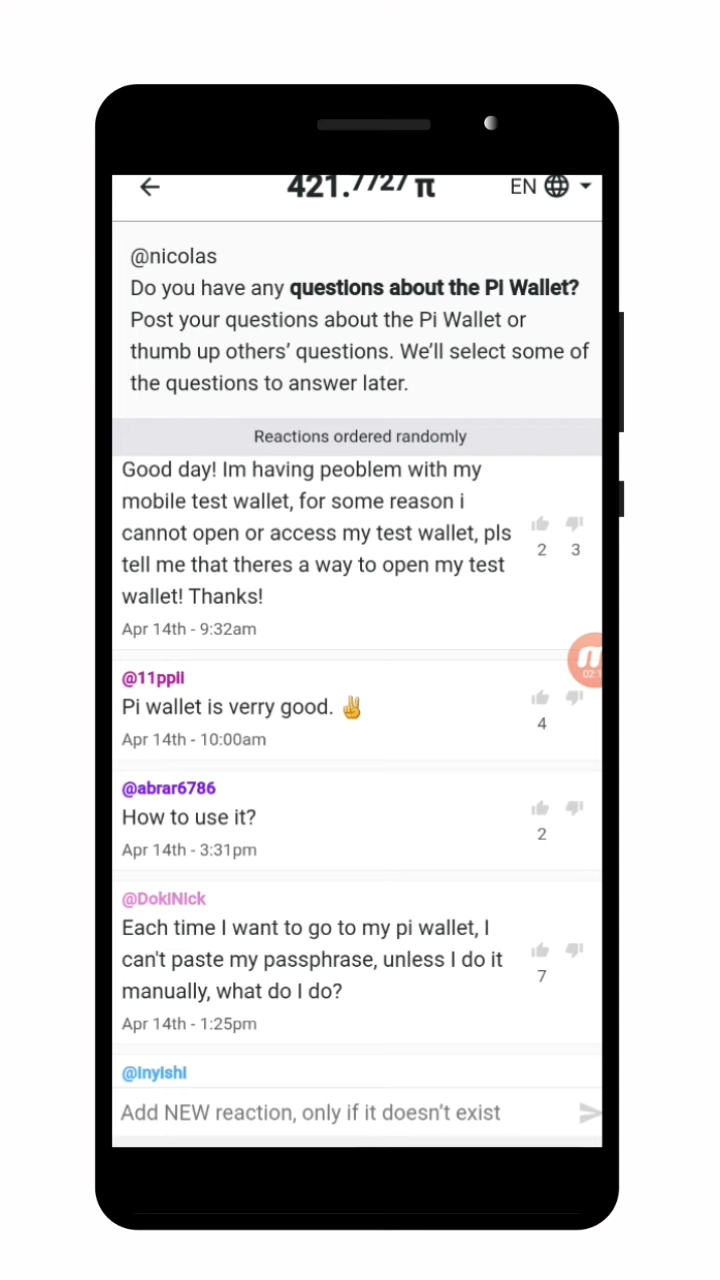 421.7727 π
EN
@nicolas
Do you have any questions about the Pi Wallet?
Post your questions about the Pi Wallet or
thumb up others’ questions. We’ll select some of
the questions to answer later.
Reactions ordered randomly
Good day! Im having peoblem with my
mobile test wallet, for some reason i
cannot open or access my test wallet, pls
tell me that theres a way to open my test
wallet! Thanks!
2 3
Apr 14th - 9:32am
@11ppii
Pi wallet is verry good. ✌
4
Apr 14th - 10:00am
@abrar6786
How to use it?
2
Apr 14th - 3:31pm
@DokiNick
Each time I want to go to my pi wallet, I
can't paste my passphrase, unless I do it
manually, what do I do?
7
Apr 14th - 1:25pm
@Inyishi
Add NEW reaction, only if it doesn’t exist